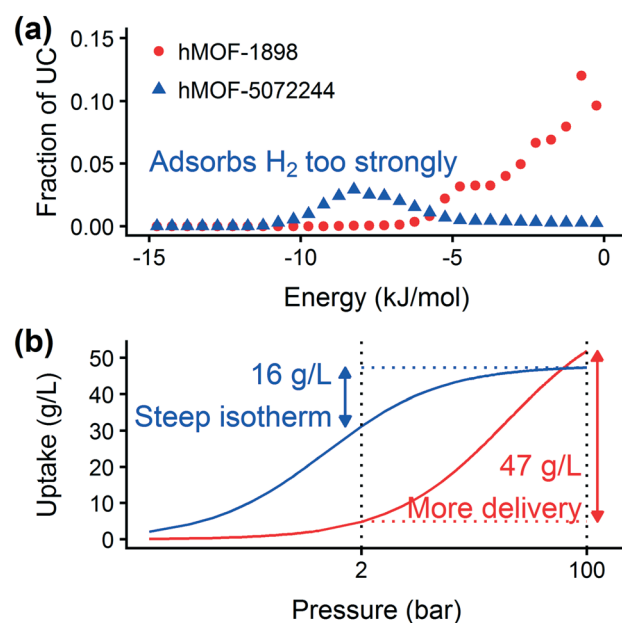 (a)
0.15
0.10
0.05
0.00
Fraction of UC
hMOF-1898
hMOF-5072244
Adsorbs H₂ too strongly
-15
-10
-5
0
Energy (kJ/mol)
(b)
50
40
30
20
10
0
Uptake (g/L)
16 g/L
Steep isotherm
47 g/L
More delivery
2
100
Pressure (bar)